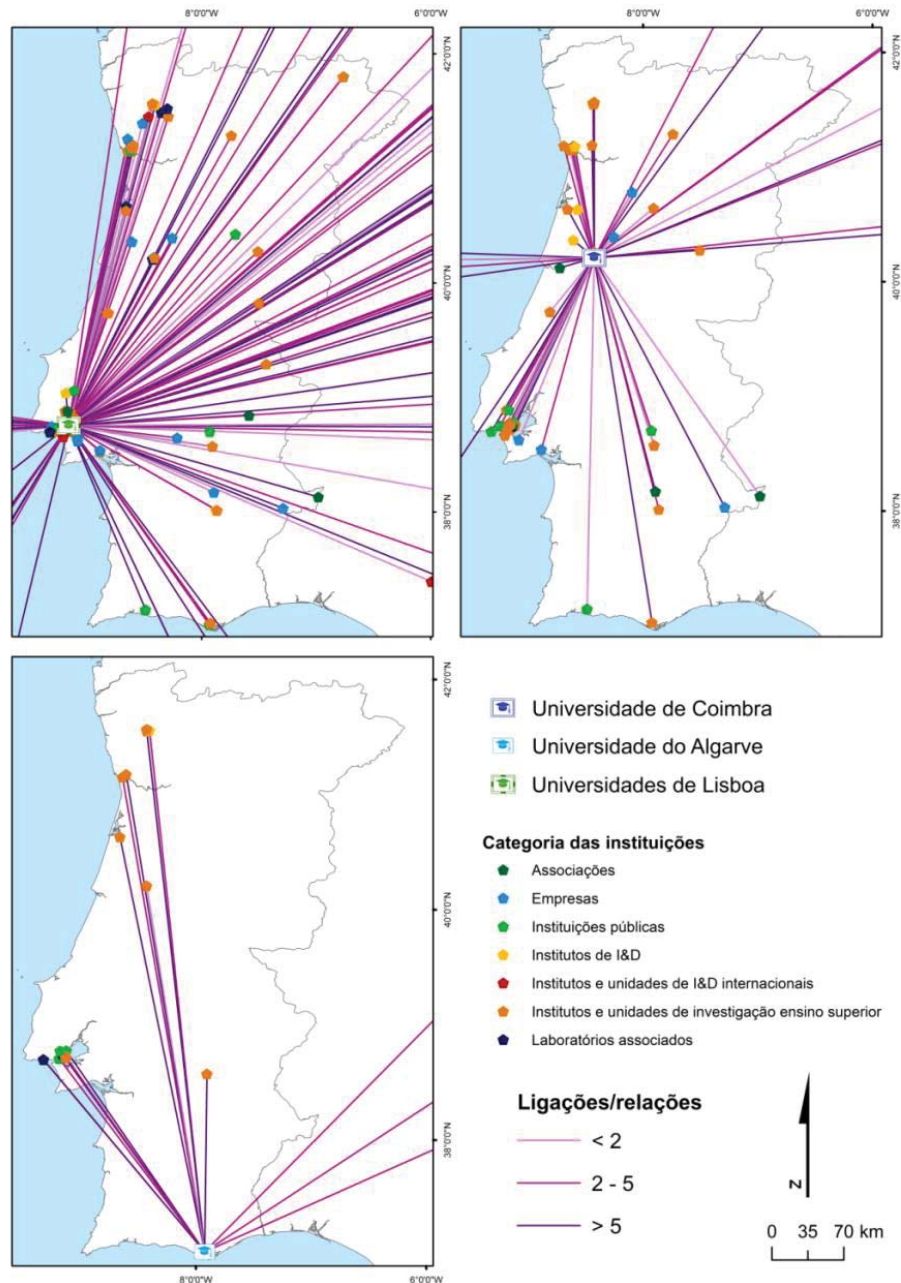 8°0'0"W
6°0'0"W
8°0'0"W
6°0'0"W
42°0'0"N
40°0'0"N
38°0'0"N
42°0'0"N
40°0'0"N
38°0'0"N
42°0'0"N
40°0'0"N
38°0'0"N
8°0'0"W
6°0'0"W
Universidade de Coimbra
Universidade do Algarve
Universidades de Lisboa
Categoria das instituições
Associações
Empresas
Instituições públicas
Institutos de I&D
Institutos e unidades de I&D internacionais
Institutos e unidades de investigação ensino superior
Laboratórios associados
Ligações/relações
< 2
2 - 5
> 5
N
0 35 70 km